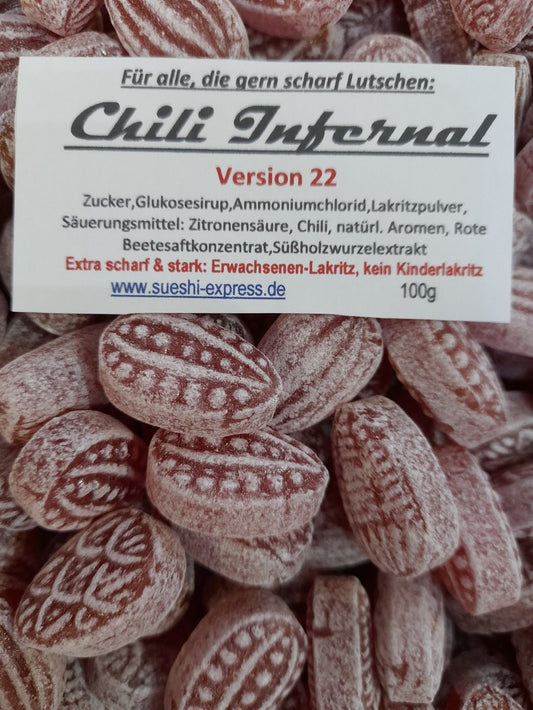 Für alle, die gern scharf Lutschen:
Chili Infernal
Version 22
Zucker,Glukosesirup,Ammoniumchlorid,Lakritzpulver,
Säuerungsmittel: Zitronensäure, Chili, natürl. Aromen, Rote
Beetesaftkonzentrat,Süßholzwurzelextrakt
Extra scharf & stark: Erwachsenen-Lakritz, kein Kinderlakritz
www.sueshi-express.de 100g